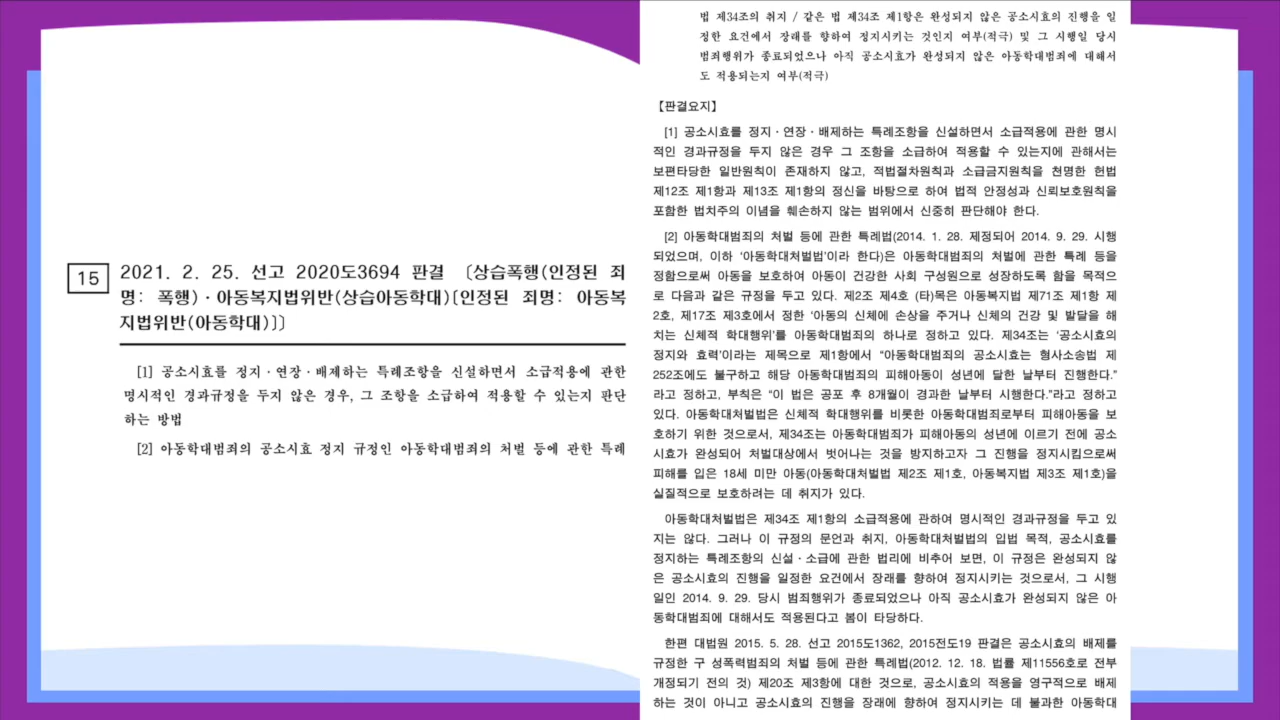 15
2021. 2. 25. 선고 2020도3694 판결 〔상습폭행(인정된 죄
명: 폭행)·아동복지법위반(상습아동학대)〔인정된 죄명: 아동복
지법위반(아동학대)〕〕
[1] 공소시효를 정지·연장·배제하는 특례조항을 신설하면서 소급적용에 관한
명시적인 경과규정을 두지 않은 경우, 그 조항을 소급하여 적용할 수 있는지 판단
하는 방법
[2] 아동학대범죄의 공소시효 정지 규정인 아동학대범죄의 처벌 등에 관한 특례
법 제34조의 취지 / 같은 법 제34조 제1항은 완성되지 않은 공소시효의 진행을 일
정한 요건에서 장래를 향하여 정지시키는 것인지 여부(적극) 및 그 시행일 당시
범죄행위가 종료되었으나 아직 공소시효가 완성되지 않은 아동학대범죄에 대해서
도 적용되는지 여부(적극)
【판결요지】
[1] 공소시효를 정지·연장·배제하는 특례조항을 신설하면서 소급적용에 관한 명시
적인 경과규정을 두지 않은 경우 그 조항을 소급하여 적용할 수 있는지에 관해서는
보편타당한 일반원칙이 존재하지 않고, 적법절차원칙과 소급금지원칙을 천명한 헌법
제12조 제1항과 제13조 제1항의 정신을 바탕으로 하여 법적 안정성과 신뢰보호원칙을
포함한 법치주의 이념을 훼손하지 않는 범위에서 신중히 판단해야 한다.
[2] 아동학대범죄의 처벌 등에 관한 특례법(2014. 1. 28. 제정되어 2014. 9. 29. 시행
되었으며, 이하 ‘아동학대처벌법’이라 한다)은 아동학대범죄의 처벌에 관한 특례 등을
정함으로써 아동을 보호하여 아동이 건강한 사회 구성원으로 성장하도록 함을 목적으
로 다음과 같은 규정을 두고 있다. 제2조 제4호 (타)목은 아동복지법 제71조 제1항 제
2호, 제17조 제3호에서 정한 ‘아동의 신체에 손상을 주거나 신체의 건강 및 발달을 해
치는 신체적 학대행위’를 아동학대범죄의 하나로 정하고 있다. 제34조는 ‘공소시효의
정지와 효력’이라는 제목으로 제1항에서 “아동학대범죄의 공소시효는 형사소송법 제
252조에도 불구하고 해당 아동학대범죄의 피해아동이 성년에 달한 날부터 진행한다.”
라고 정하고, 부칙은 “이 법은 공포 후 8개월이 경과한 날부터 시행한다.”라고 정하고
있다. 아동학대처벌법은 신체적 학대행위를 비롯한 아동학대범죄로부터 피해아동을 보
호하기 위한 것으로서, 제34조는 아동학대범죄가 피해아동의 성년에 이르기 전에 공소
시효가 완성되어 처벌대상에서 벗어나는 것을 방지하고자 그 진행을 정지시킴으로써
피해를 입은 18세 미만 아동(아동학대처벌법 제2조 제1호, 아동복지법 제3조 제1호)을
실질적으로 보호하려는 데 취지가 있다.
아동학대처벌법은 제34조 제1항의 소급적용에 관하여 명시적인 경과규정을 두고 있
지는 않다. 그러나 이 규정의 문언과 취지, 아동학대처벌법의 입법 목적, 공소시효를
정지하는 특례조항의 신설·소급에 관한 법리에 비추어 보면, 이 규정은 완성되지 않
은 공소시효의 진행을 일정한 요건에서 장래를 향하여 정지시키는 것으로서, 그 시행
일인 2014. 9. 29. 당시 범죄행위가 종료되었으나 아직 공소시효가 완성되지 않은 아
동학대범죄에 대해서도 적용된다고 봄이 타당하다.
한편 대법원 2015. 5. 28. 선고 2015도1362, 2015전도19 판결은 공소시효의 배제를
규정한 구 성폭력범죄의 처벌 등에 관한 특례법(2012. 12. 18. 법률 제11556호로 전부
개정되기 전의 것) 제20조 제3항에 대한 것으로, 공소시효의 적용을 영구적으로 배제
하는 것이 아니고 공소시효의 진행을 장래에 향하여 정지시키는 데 불과한 아동학대